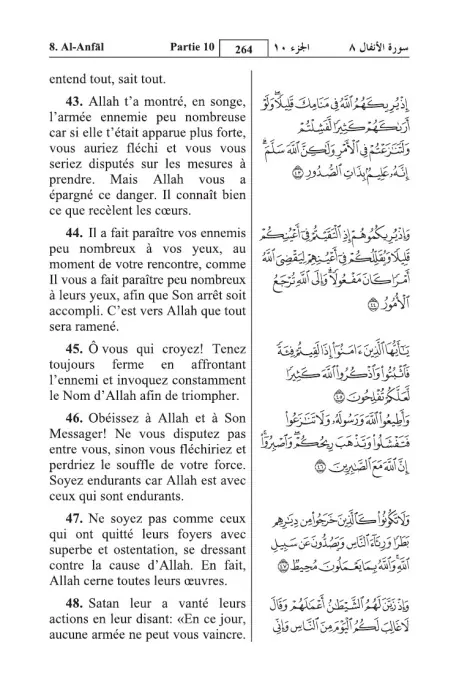 8. Al-Anfāl Partie 10 264 الجزء ١٠ سورة الأنفال ٨
entend tout, sait tout.
43. Allah t'a montré, en songe,
l'armée ennemie peu nombreuse
car si elle t'était apparue plus forte,
vous auriez fléchi et vous vous
seriez disputés sur les mesures à
prendre. Mais Allah vous a
épargné ce danger. Il connaît bien
ce que recèlent les cœurs.
44. Il a fait paraître vos ennemis
peu nombreux à vos yeux, au
moment de votre rencontre, comme
Il vous a fait paraître peu nombreux
à leurs yeux, afin que Son arrêt soit
accompli. C'est vers Allah que tout
sera ramené.
45. Ô vous qui croyez! Tenez
toujours ferme en affrontant
l'ennemi et invoquez constamment
le Nom d'Allah afin de triompher.
46. Obéissez à Allah et à Son
Messager! Ne vous disputez pas
entre vous, sinon vous fléchiriez et
perdriez le souffle de votre force.
Soyez endurants car Allah est avec
ceux qui sont endurants.
47. Ne soyez pas comme ceux
qui ont quitté leurs foyers avec
superbe et ostentation, se dressant
contre la cause d'Allah. En fait,
Allah cerne toutes leurs œuvres.
48. Satan leur a vanté leurs
actions en leur disant: «En ce jour,
aucune armée ne peut vous vaincre.
إِذْ يُرِيكَهُمُ ٱللَّهُ فِى مَنَامِكَ قَلِيلًا ۖ وَلَوْ
أَرَىٰكَهُمْ كَثِيرًا لَّفَشِلْتُمْ
وَلَتَنَٰزَعْتُمْ فِى ٱلْأَمْرِ وَلَٰكِنَّ ٱللَّهَ سَلَّمَ ۗ
إِنَّهُۥ عَلِيمٌۢ بِذَاتِ ٱلصُّدُورِ ٤٣
وَإِذْ يُرِيكُمُوهُمْ إِذِ ٱلْتَقَيْتُمْ فِىٓ أَعْيُنِكُمْ
قَلِيلًا وَيُقَلِّلُكُمْ فِىٓ أَعْيُنِهِمْ لِيَقْضِىَ ٱللَّهُ
أَمْرًا كَانَ مَفْعُولًا ۗ وَإِلَى ٱللَّهِ تُرْجَعُ
ٱلْأُمُورُ ٤٤
يَٰٓأَيُّهَا ٱلَّذِينَ ءَامَنُوٓا۟ إِذَا لَقِيتُمْ فِئَةً
فَٱثْبُتُوا۟ وَٱذْكُرُوا۟ ٱللَّهَ كَثِيرًا
لَّعَلَّكُمْ تُفْلِحُونَ ٤٥
وَأَطِيعُوا۟ ٱللَّهَ وَرَسُولَهُۥ وَلَا تَنَٰزَعُوا۟
فَتَفْشَلُوا۟ وَتَذْهَبَ رِيحُكُمْ ۖ وَٱصْبِرُوٓا۟ ۚ
إِنَّ ٱللَّهَ مَعَ ٱلصَّٰبِرِينَ ٤٦
وَلَا تَكُونُوا۟ كَٱلَّذِينَ خَرَجُوا۟ مِن دِيَٰرِهِم
بَطَرًا وَرِئَآءَ ٱلنَّاسِ وَيَصُدُّونَ عَن سَبِيلِ
ٱللَّهِ ۚ وَٱللَّهُ بِمَا يَعْمَلُونَ مُحِيطٌ ٤٧
وَإِذْ زَيَّنَ لَهُمُ ٱلشَّيْطَٰنُ أَعْمَٰلَهُمْ وَقَالَ
لَا غَالِبَ لَكُمُ ٱلْيَوْمَ مِنَ ٱلنَّاسِ وَإِنِّى